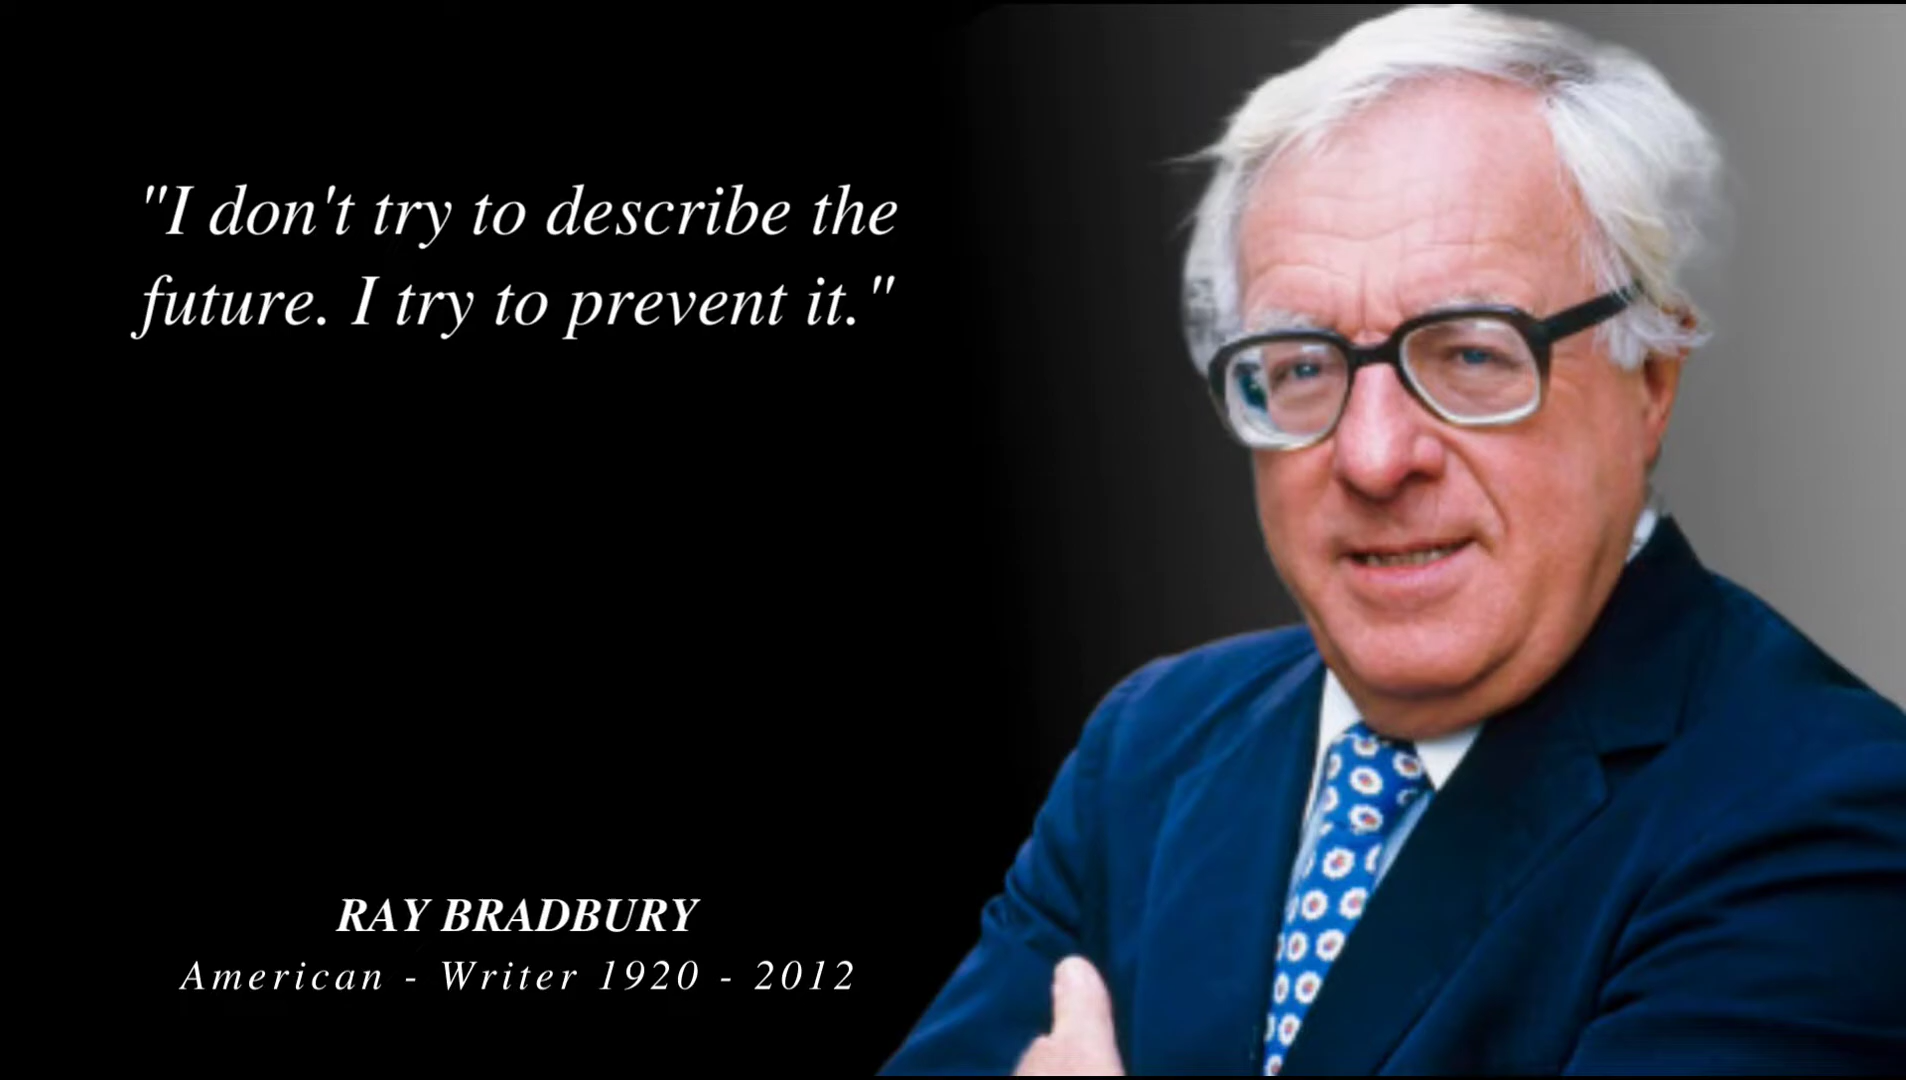 "I don't try to describe the
future. I try to prevent it."
RAY BRADBURY
American - Writer 1920 - 2012